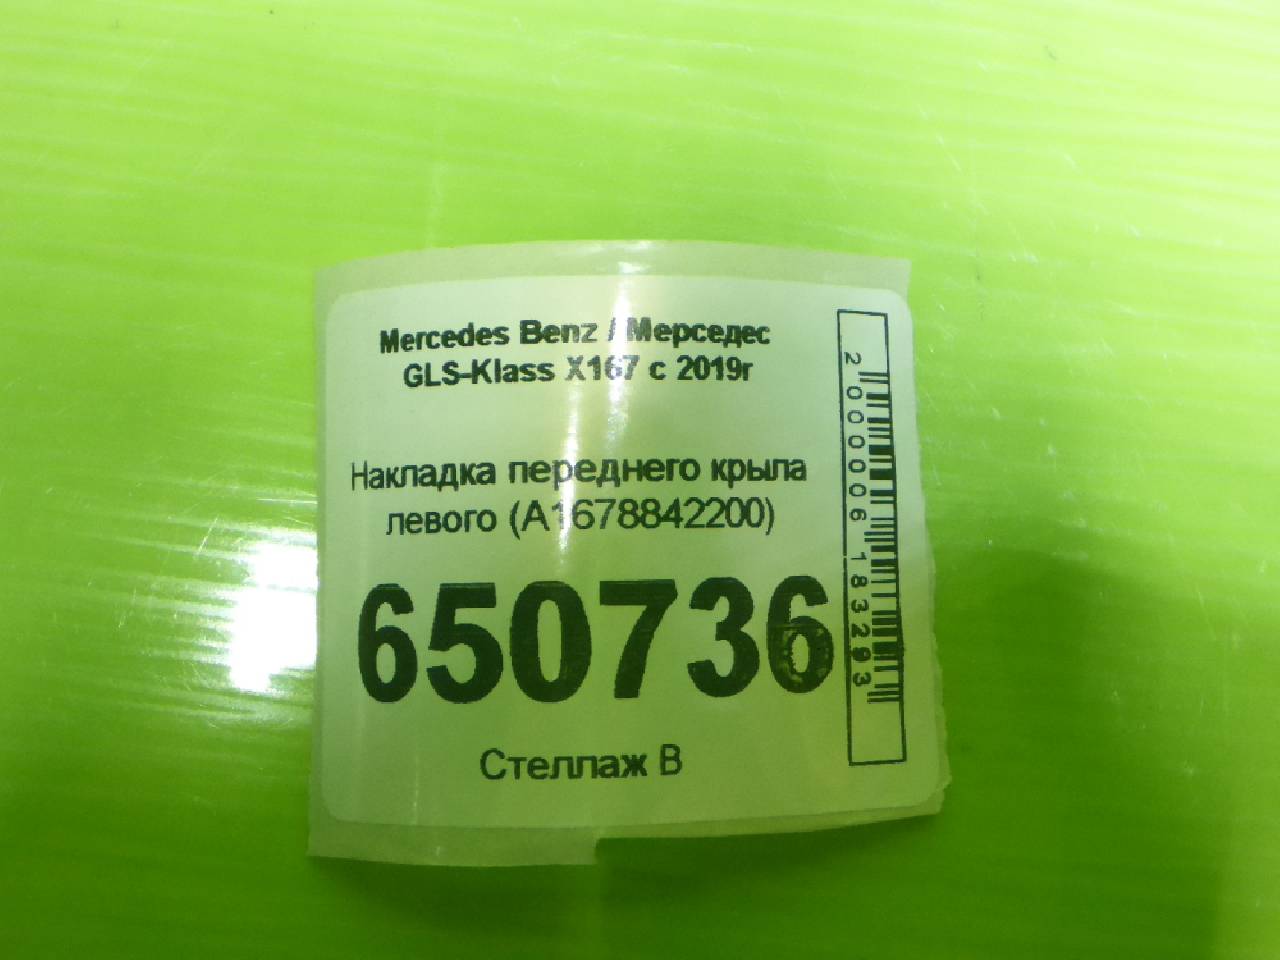 Mercedes Benz / Мерседес
GLS-Klass X167 с 2019г
Накладка переднего крыла
левого (A1678842200)
650736
Стеллаж В
2000006183293